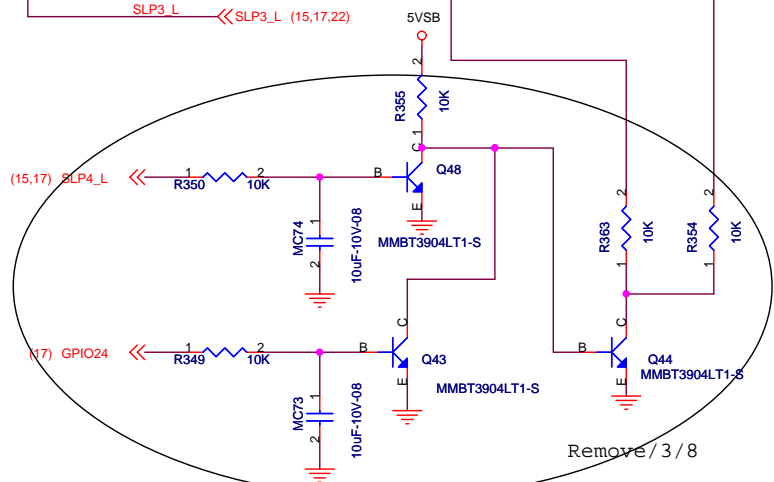 SLP3_L
SLP3_L (15,17,22)
5VSB
2
R355
10K
1
C
(15,17) SLP4_L
1
2
R350
10K
B
Q48
E
MMBT3904LT1-S
1
MC74
2
10uF-10V-08
2
R363
10K
1
2
R354
10K
1
(17) GPIO24
1
2
R349
10K
C
B
Q43
E
MMBT3904LT1-S
1
MC73
2
10uF-10V-08
C
B
Q44
MMBT3904LT1-S
E
Remove/3/8